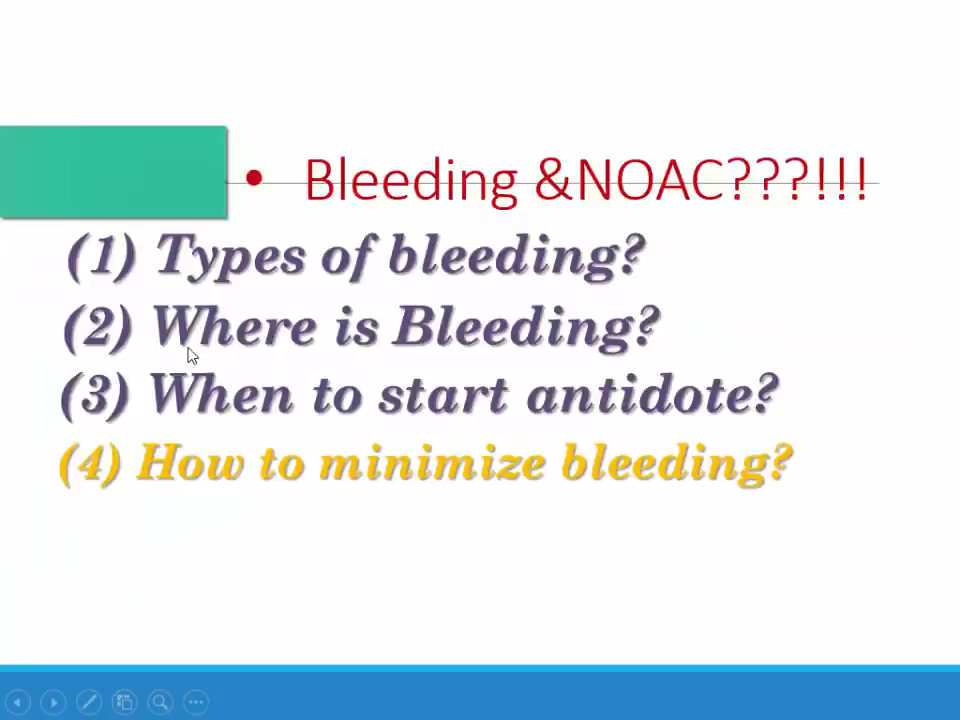 • Bleeding &NOAC???!!!
(1) Types of bleeding?
(2) Where is Bleeding?
(3) When to start antidote?
(4) How to minimize bleeding?